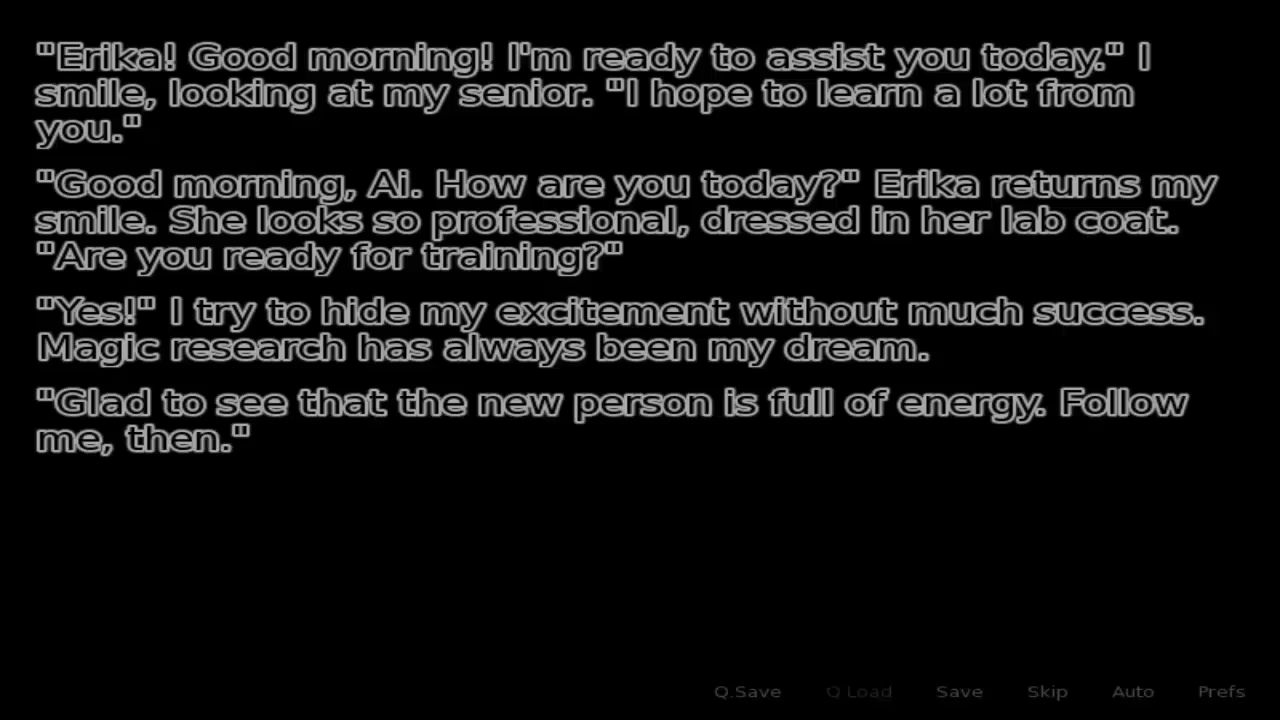 "Erika! Good morning! I'm ready to assist you today." I
smile, looking at my senior. "I hope to learn a lot from
you."
"Good morning, Ai. How are you today?" Erika returns my
smile. She looks so professional, dressed in her lab coat.
"Are you ready for training?"
"Yes!" I try to hide my excitement without much success.
Magic research has always been my dream.
"Glad to see that the new person is full of energy. Follow
me, then."
Q.Save Q.Load Save Skip Auto Prefs